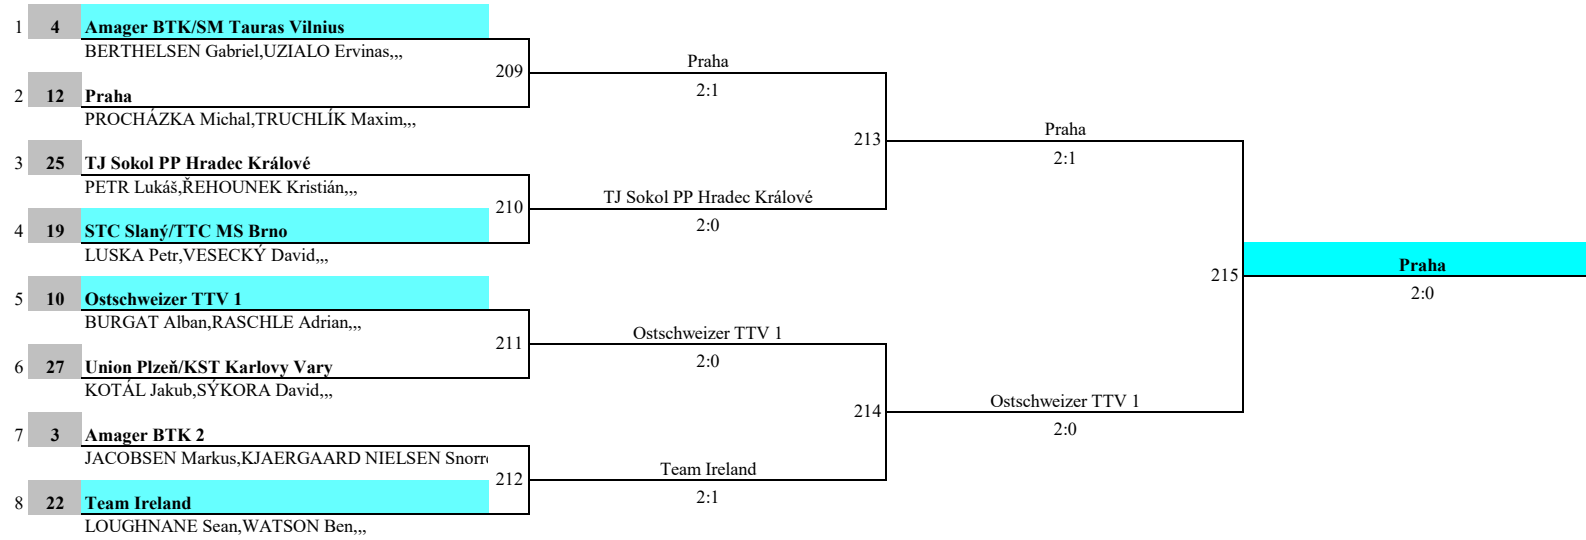 1 4 Amager BTK/SM Tauras Vilnius
BERTHELSEN Gabriel,UZIALO Ervinas,,,
209
Praha
2:1
2 12 Praha
PROCHÁZKA Michal,TRUCHLÍK Maxim,,,
213
Praha
2:1
3 25 TJ Sokol PP Hradec Králové
PETR Lukáš,ŘEHOUNEK Kristián,,,
210
TJ Sokol PP Hradec Králové
2:0
4 19 STC Slaný/TTC MS Brno
LUSKA Petr,VESECKÝ David,,,
215
Praha
2:0
5 10 Ostschweizer TTV 1
BURGAT Alban,RASCHLE Adrian,,,
211
Ostschweizer TTV 1
2:0
6 27 Union Plzeň/KST Karlovy Vary
KOTÁL Jakub,SÝKORA David,,,
214
Ostschweizer TTV 1
2:0
7 3 Amager BTK 2
JACOBSEN Markus,KJAERGAARD NIELSEN Snorr
212
Team Ireland
2:1
8 22 Team Ireland
LOUGHNANE Sean,WATSON Ben,,,